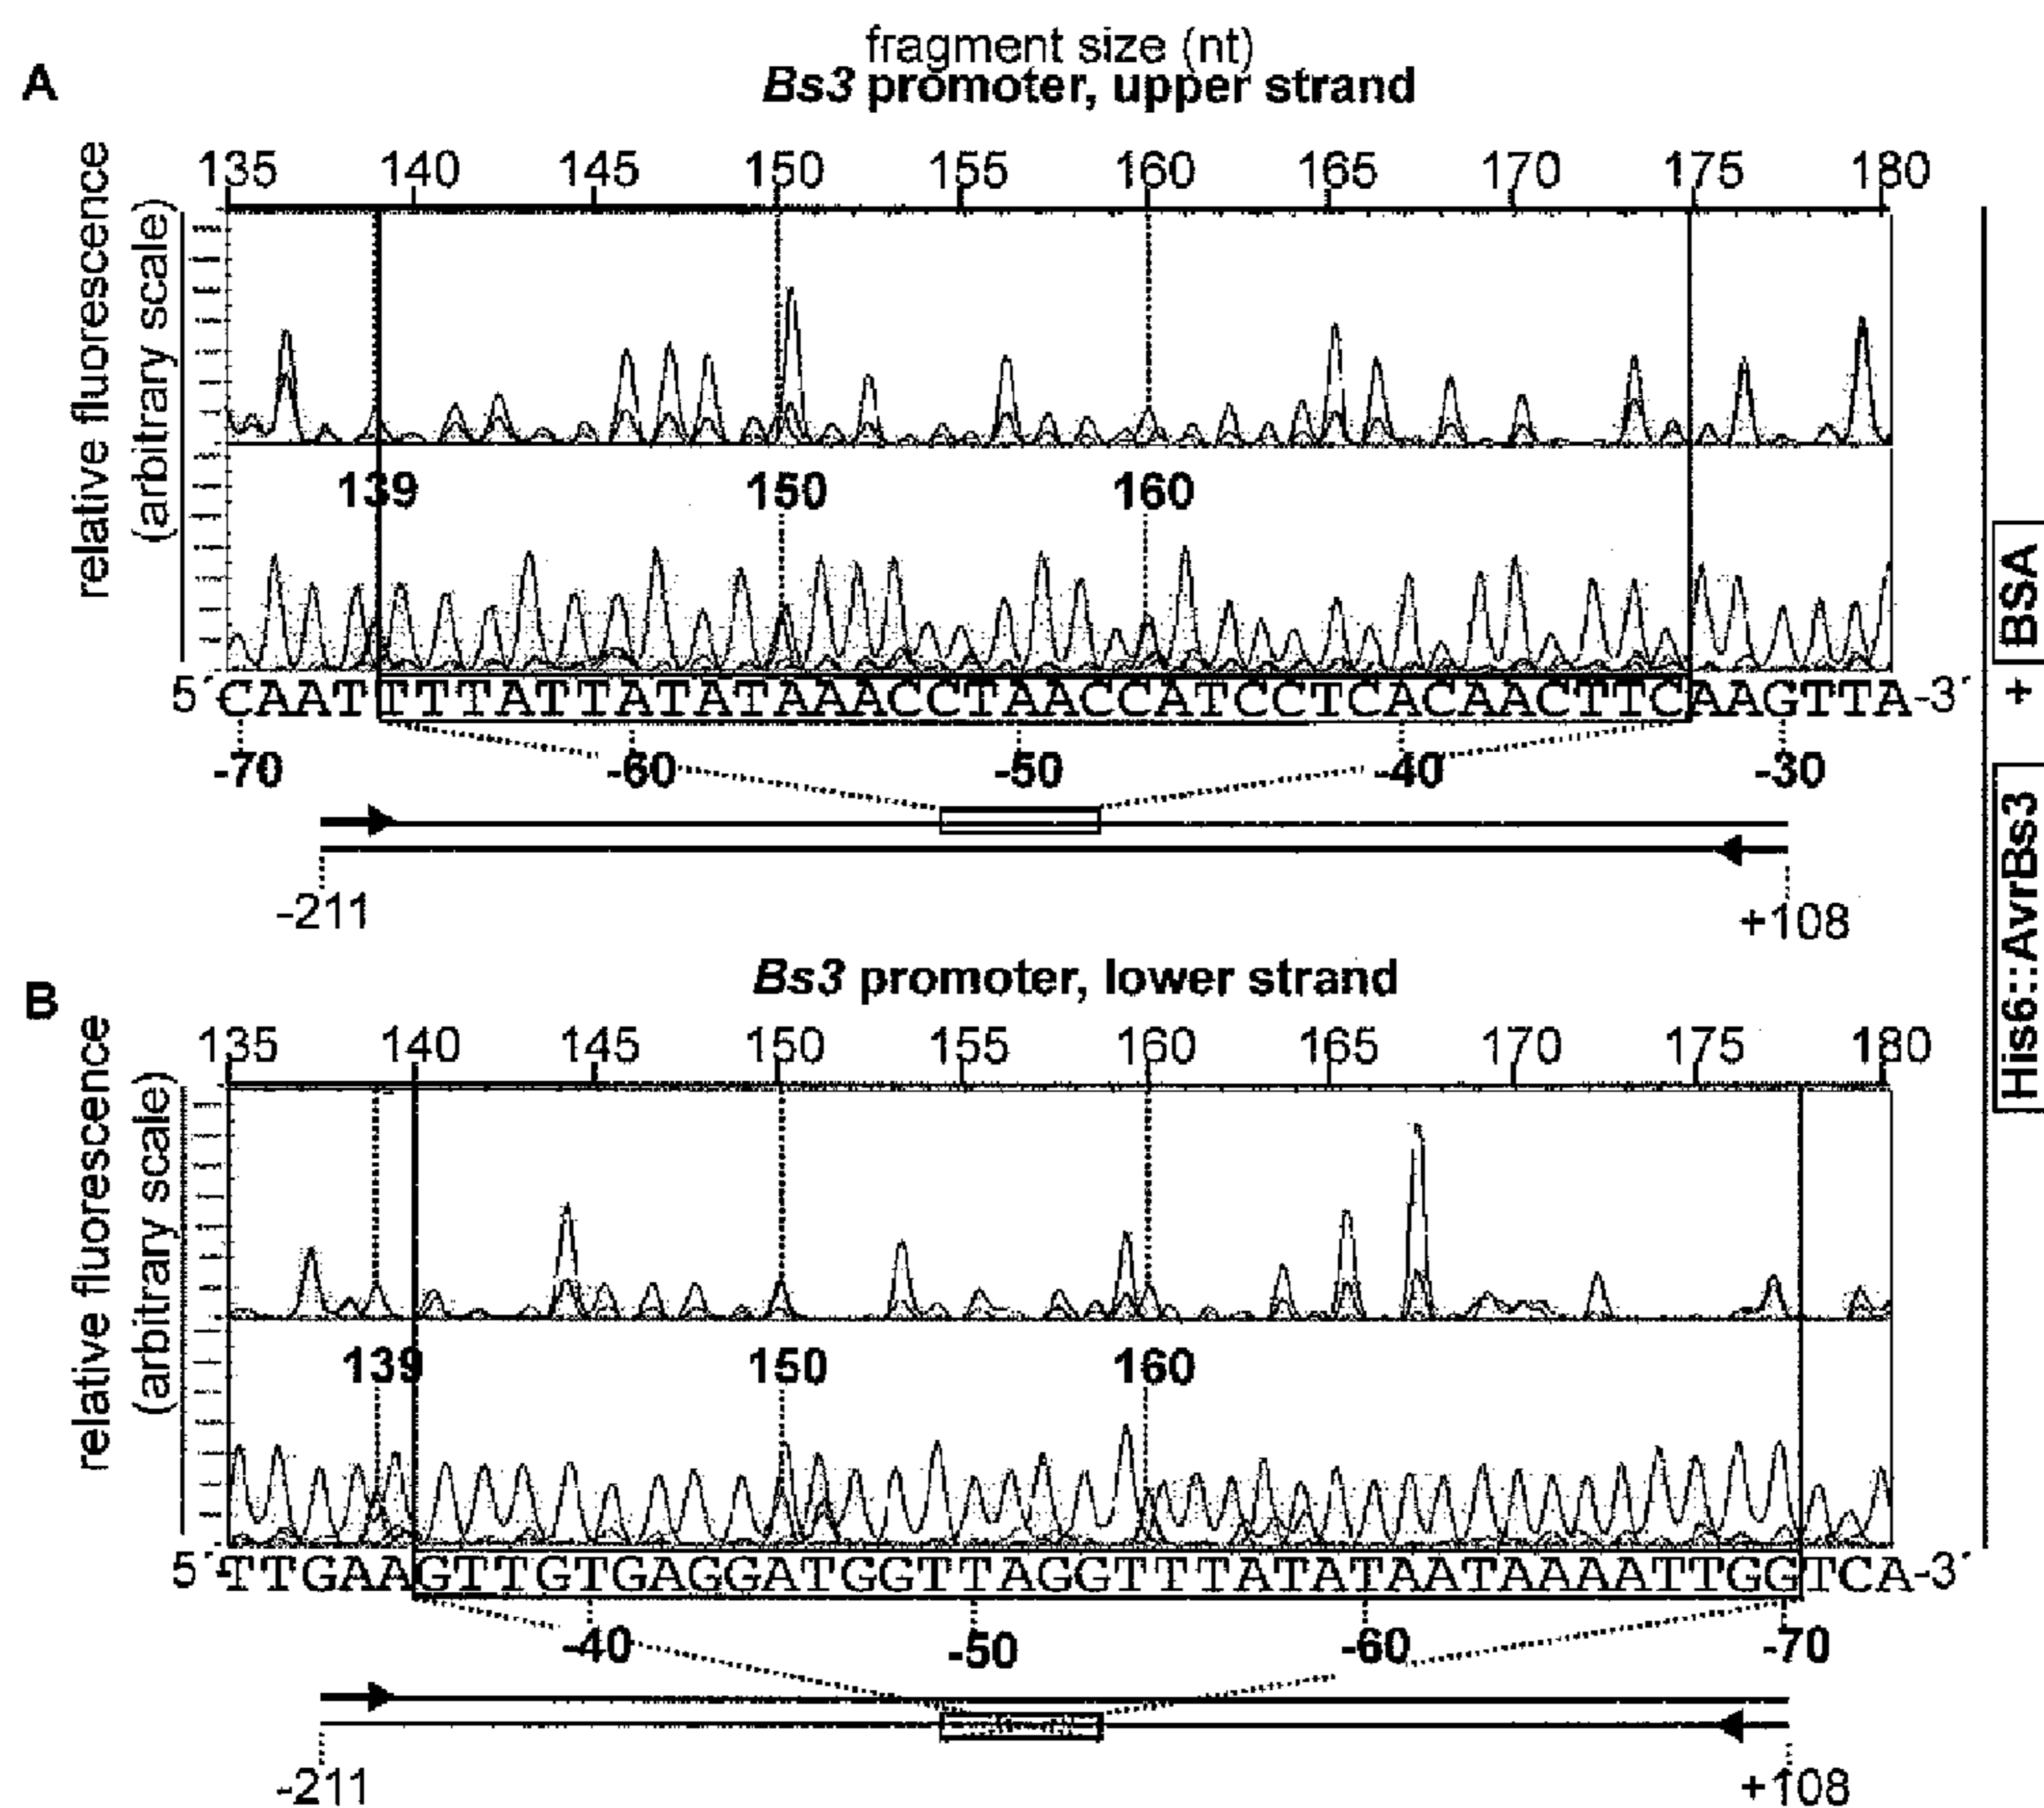 fragment size (nt)
A
Bs3 promoter, upper strand
135 140 145 150 155 160 165 170 175 180
relative fluorescence
(arbitrary scale)
139 150 160
5´CAATTTTATTATATAAACCTAACCATCCTCACAACTTCAAGTTA-3´
-70 -60 -50 -40 -30
-211 +108
BSA
+
His6::AvrBs3
B
Bs3 promoter, lower strand
135 140 145 150 155 160 165 170 175 180
relative fluorescence
(arbitrary scale)
139 150 160
5´TTGAAGTTGTGAGGATGGTTAGGTTTATATAATAAAATTGGTCA-3´
-40 -50 -60 -70
-211 +108